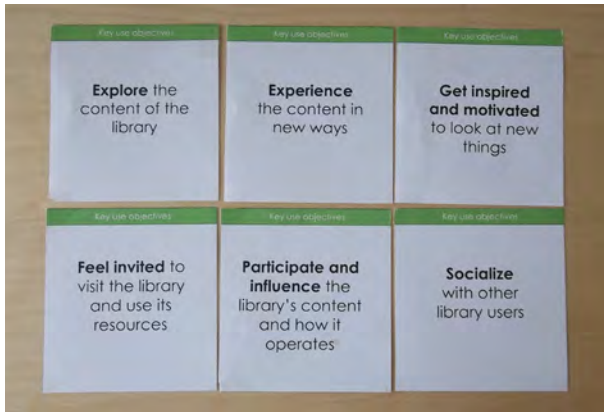 Key use objectives
Explore the
content of the
library
Key use objectives
Experience
the content in
new ways
Key use objectives
Get inspired
and motivated
to look at new
things
Key use objectives
Feel invited to
visit the library
and use its
resources
Key use objectives
Participate and
influence the
library's content
and how it
operates
Key use objectives
Socialize
with other
library users